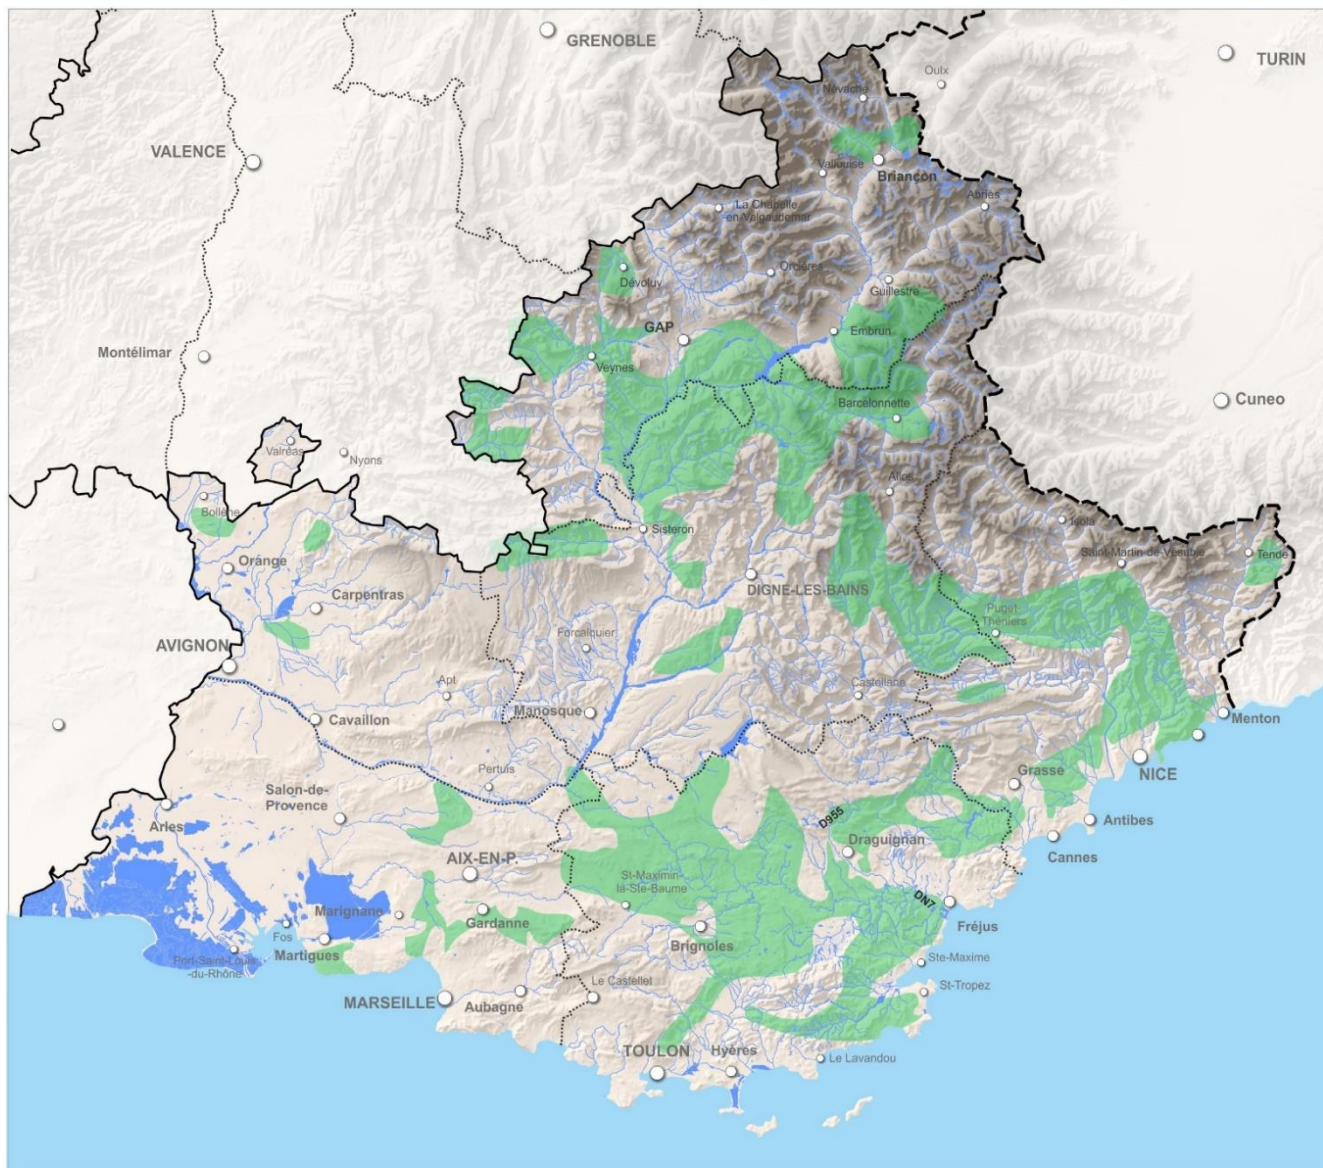 GRENOBLE
TURIN
Oulx
Névache
VALENCE
Vallouise
Briançon
Abriès
La Chapelle
en-Valgaudemar
Dévoluy
Orcières
Guillestre
GAP
Embrun
Montélimar
Veynes
Cuneo
Barcelonnette
Valréas
Nyons
Allos
Bollène
Isola
Sisteron
Saint-Martin-de-Vésubie
Tende
Orange
DIGNE-LES-BAINS
Carpentras
Puget-
Théniers
Forcalquier
AVIGNON
Apt
Castellane
Cavaillon
Manosque
Menton
Pertuis
Grasse
NICE
Salon-de-
Provence
D955
Antibes
Arles
Draguignan
Cannes
AIX-EN-P.
St-Maximin-
la-Ste-Baume
DN7
Marignane
Gardanne
Fréjus
Fos
Brignoles
Martigues
Port-Saint-Louis
-du-Rhône
Ste-Maxime
Le Castellet
St-Tropez
MARSEILLE
Aubagne
TOULON
Hyères
Le Lavandou